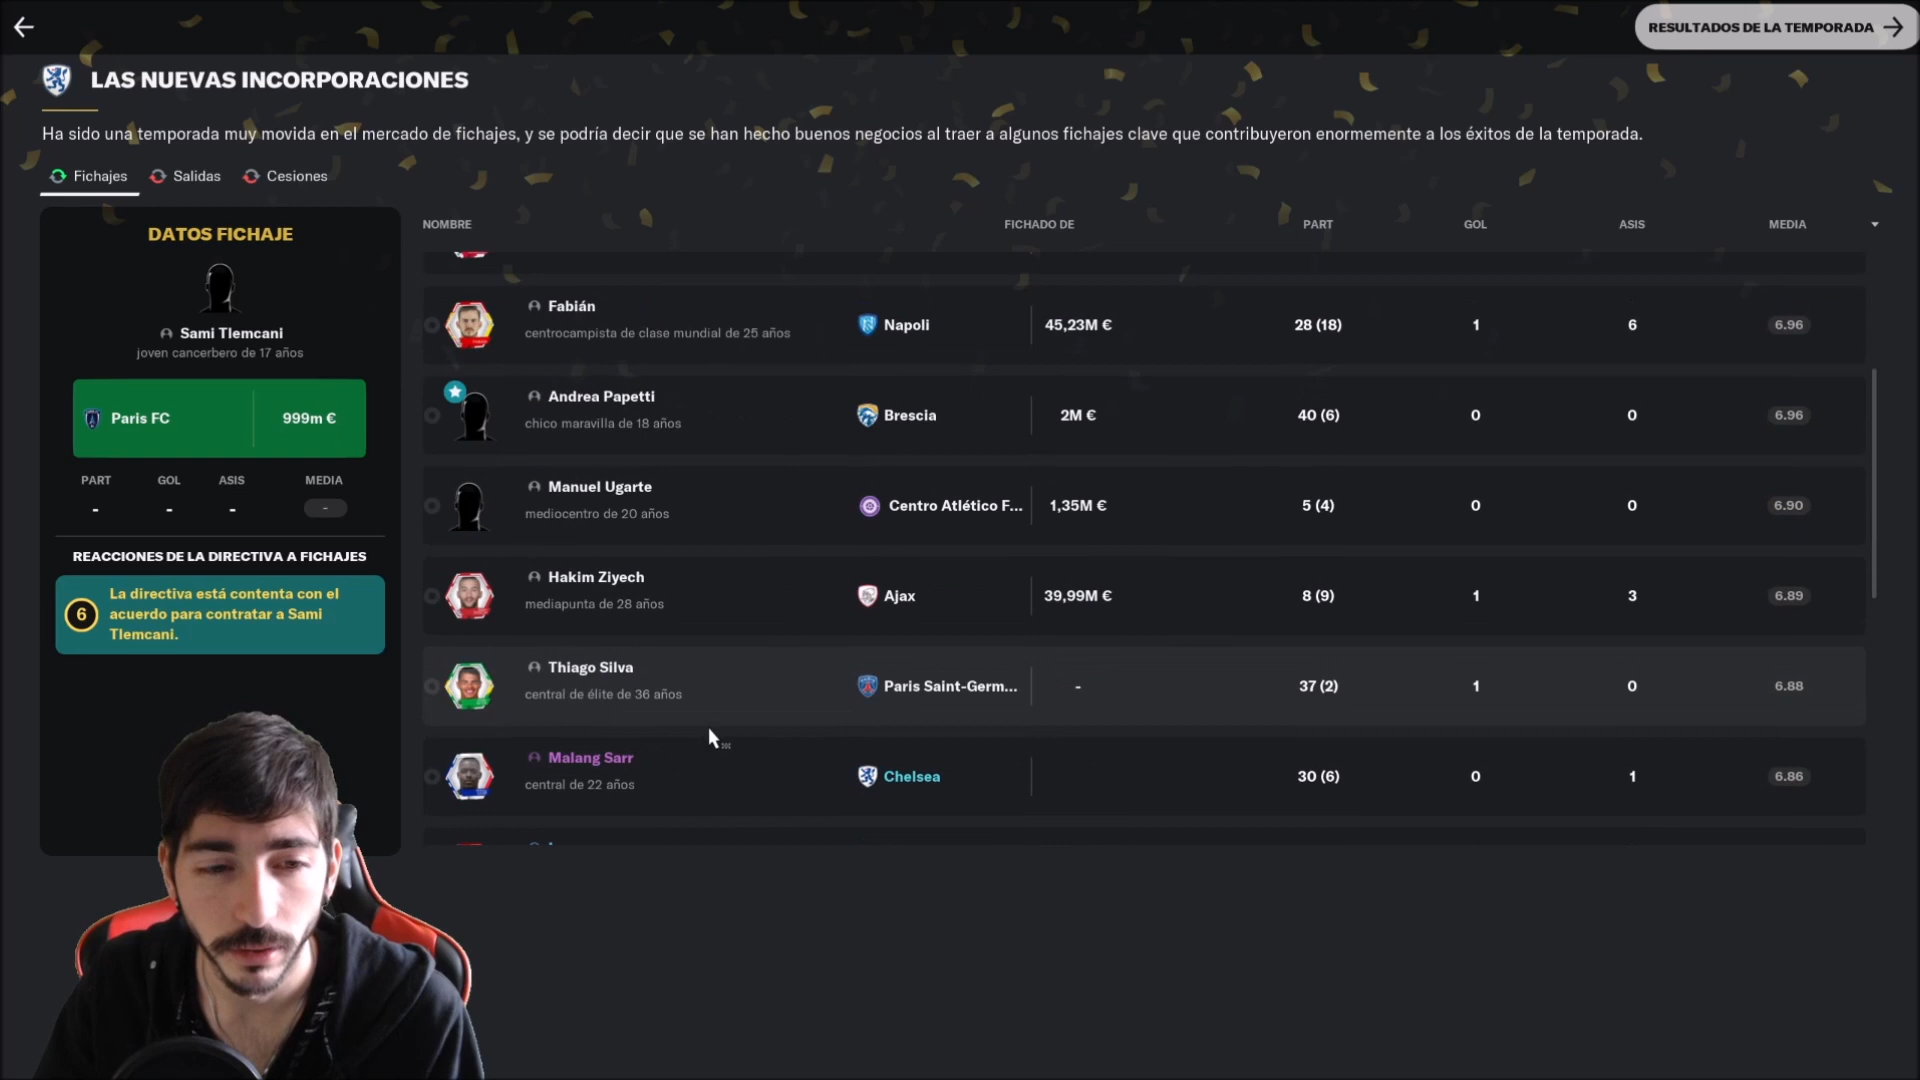 RESULTADOS DE LA TEMPORADA
LAS NUEVAS INCORPORACIONES
Ha sido una temporada muy movida en el mercado de fichajes, y se podría decir que se han hecho buenos negocios al traer a algunos fichajes clave que contribuyeron enormemente a los éxitos de la temporada.
Fichajes Salidas Cesiones
DATOS FICHAJE
Sami Tlemcani
joven cancerbero de 17 años
Paris FC 999m €
PART GOL ASIS MEDIA
- - - -
REACCIONES DE LA DIRECTIVA A FICHAJES
6
La directiva está contenta con el
acuerdo para contratar a Sami
Tlemcani.
NOMBRE FICHADO DE PART GOL ASIS MEDIA
Fabián
centrocampista de clase mundial de 25 años
Napoli 45,23M € 28 (18) 1 6 6.96
Andrea Papetti
chico maravilla de 18 años
Brescia 2M € 40 (6) 0 0 6.96
Manuel Ugarte
mediocentro de 20 años
Centro Atlético F... 1,35M € 5 (4) 0 0 6.90
Hakim Ziyech
mediapunta de 28 años
Ajax 39,99M € 8 (9) 1 3 6.89
Thiago Silva
central de élite de 36 años
Paris Saint-Germ... - 37 (2) 1 0 6.88
Malang Sarr
central de 22 años
Chelsea 30 (6) 0 1 6.86